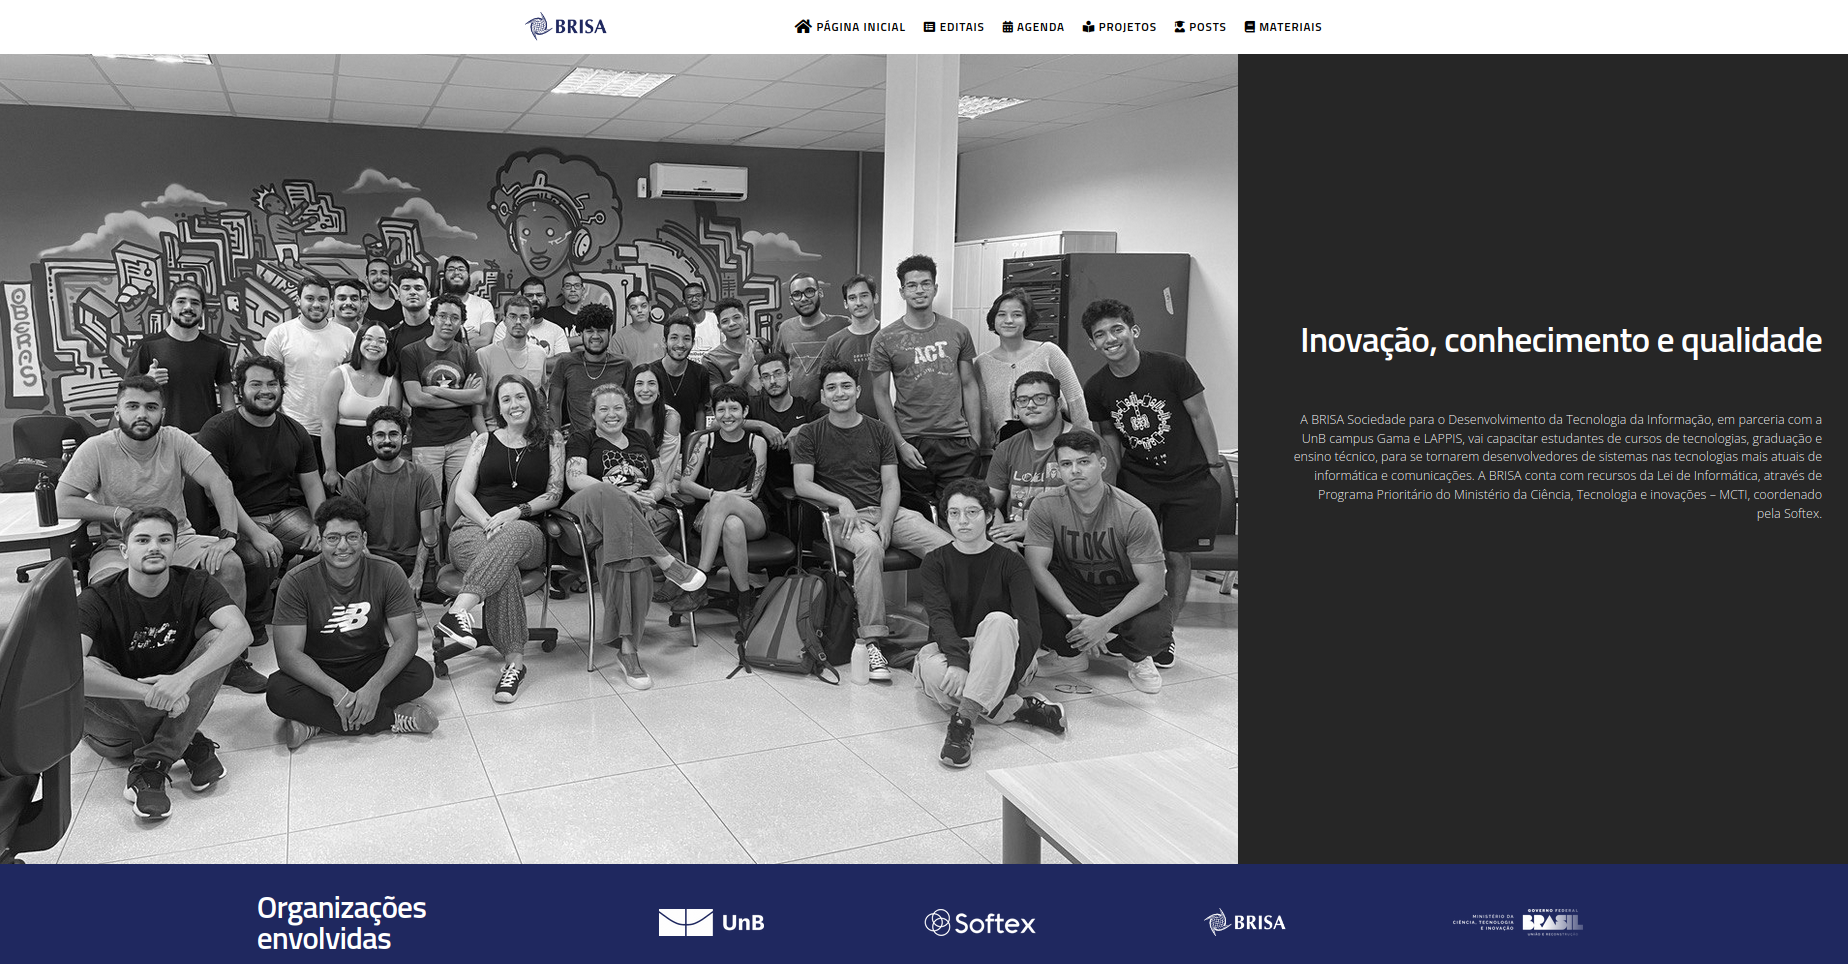 BRISA
PÁGINA INICIAL
EDITAIS
AGENDA
PROJETOS
POSTS
MATERIAIS
Inovação, conhecimento e qualidade
A BRISA Sociedade para o Desenvolvimento da Tecnologia da Informação, em parceria com a
UnB campus Gama e LAPPIS, vai capacitar estudantes de cursos de tecnologias, graduação e
ensino técnico, para se tornarem desenvolvedores de sistemas nas tecnologias mais atuais de
informática e comunicações. A BRISA conta com recursos da Lei de Informática, através de
Programa Prioritário do Ministério da Ciência, Tecnologia e inovações – MCTI, coordenado
pela Softex.
ACT
LOKI
TOKI
NB
Organizações
envolvidas
UnB
Softex
BRISA
MINISTÉRIO DA
CIÊNCIA, TECNOLOGIA
E INOVAÇÃO
GOVERNO FEDERAL
BRASIL
UNIÃO E RECONSTRUÇÃO